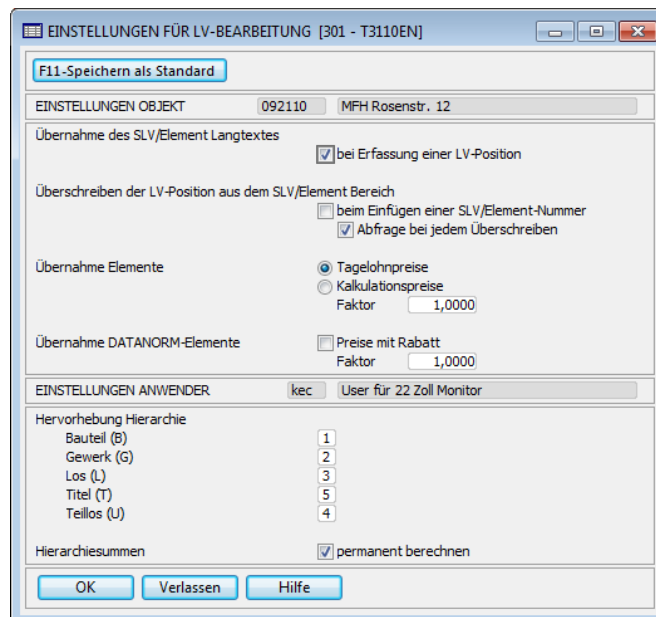 EINSTELLUNGEN FÜR LV-BEARBEITUNG [301 - T3110EN]
F11-Speichern als Standard
EINSTELLUNGEN OBJEKT 092110 MFH Rosenstr. 12
Übernahme des SLV/Element Langtextes
bei Erfassung einer LV-Position
Überschreiben der LV-Position aus dem SLV/Element Bereich
beim Einfügen einer SLV/Element-Nummer
Abfrage bei jedem Überschreiben
Übernahme Elemente Tagelohnpreise
Kalkulationspreise
Faktor 1,0000
Übernahme DATANORM-Elemente Preise mit Rabatt
Faktor 1,0000
EINSTELLUNGEN ANWENDER kec User für 22 Zoll Monitor
Hervorhebung Hierarchie
Bauteil (B) 1
Gewerk (G) 2
Los (L) 3
Titel (T) 5
Teillos (U) 4
Hierarchiesummen permanent berechnen
OK Verlassen Hilfe